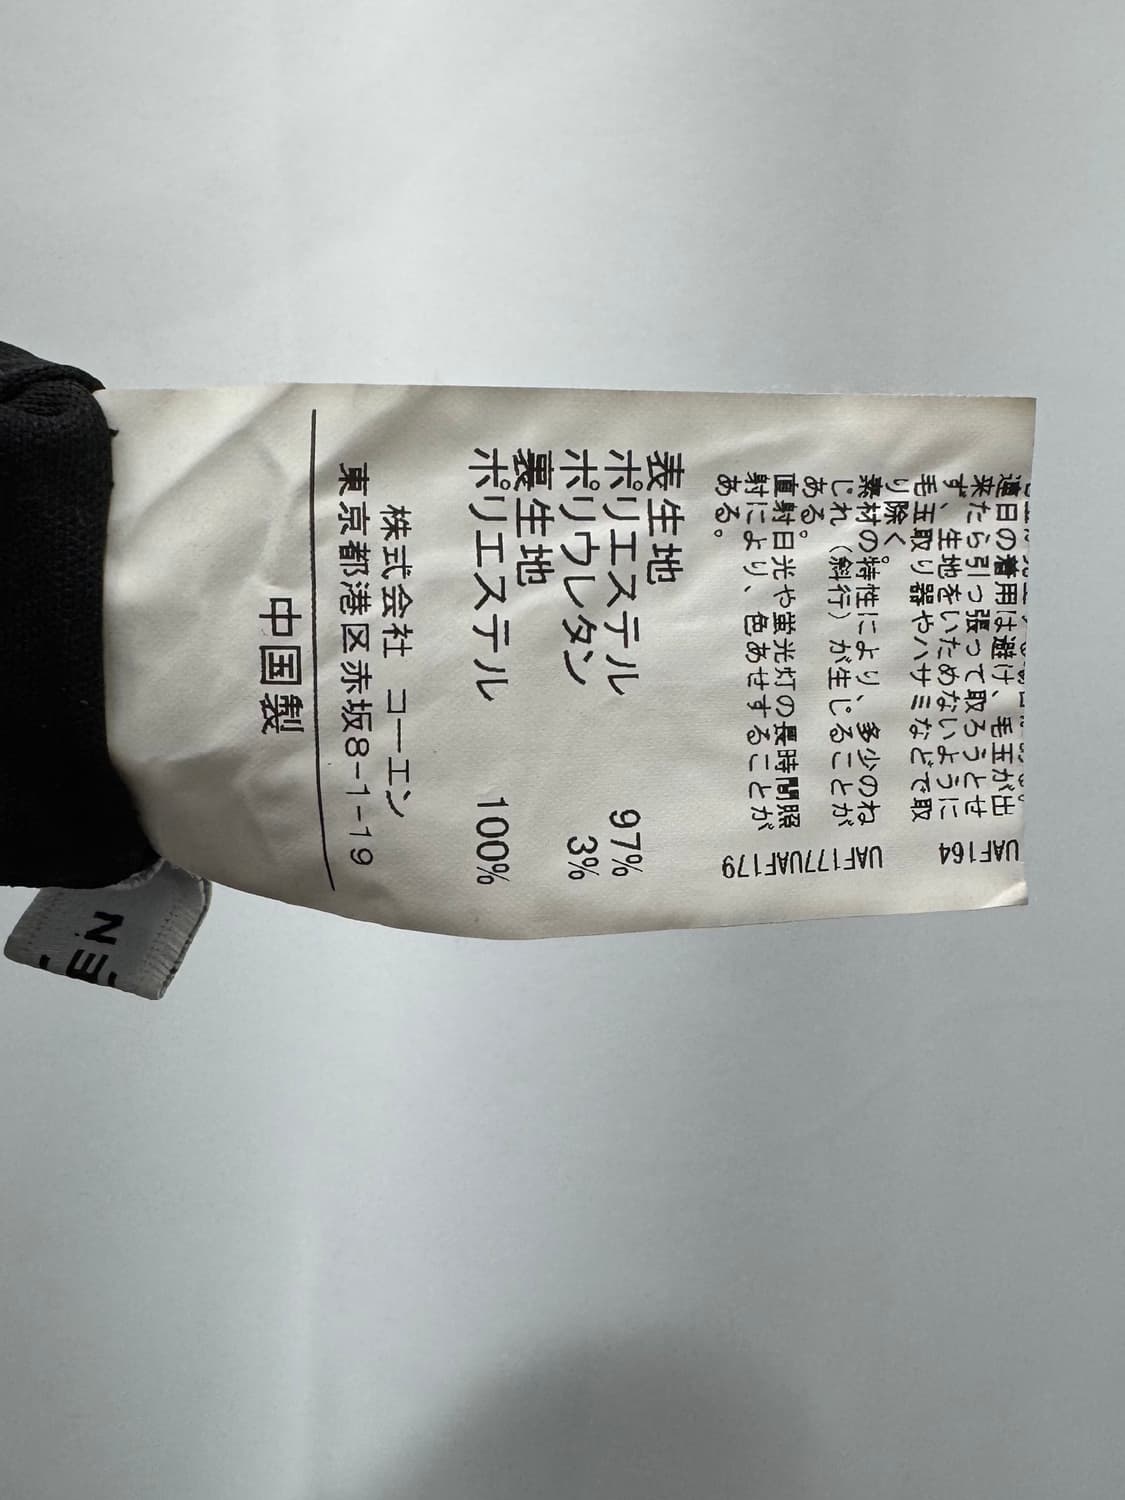 連日の着用は避け、毛玉が出
来たら引っ張って取ろうとせ
ず、生地をいためないように
毛玉取り器やハサミなどで取
り除く。
UAF164
素材の特性により、多少のね
じれ（斜行）が生じることが
ある。
直射日光や蛍光灯の長時間照
射により、色あせすることが
ある。
UAF177UAF179
表生地
ポリエステル 97%
ポリウレタン 3%
裏生地
ポリエステル 100%
株式会社 コーエン
東京都港区赤坂8-1-19
中国製
EN